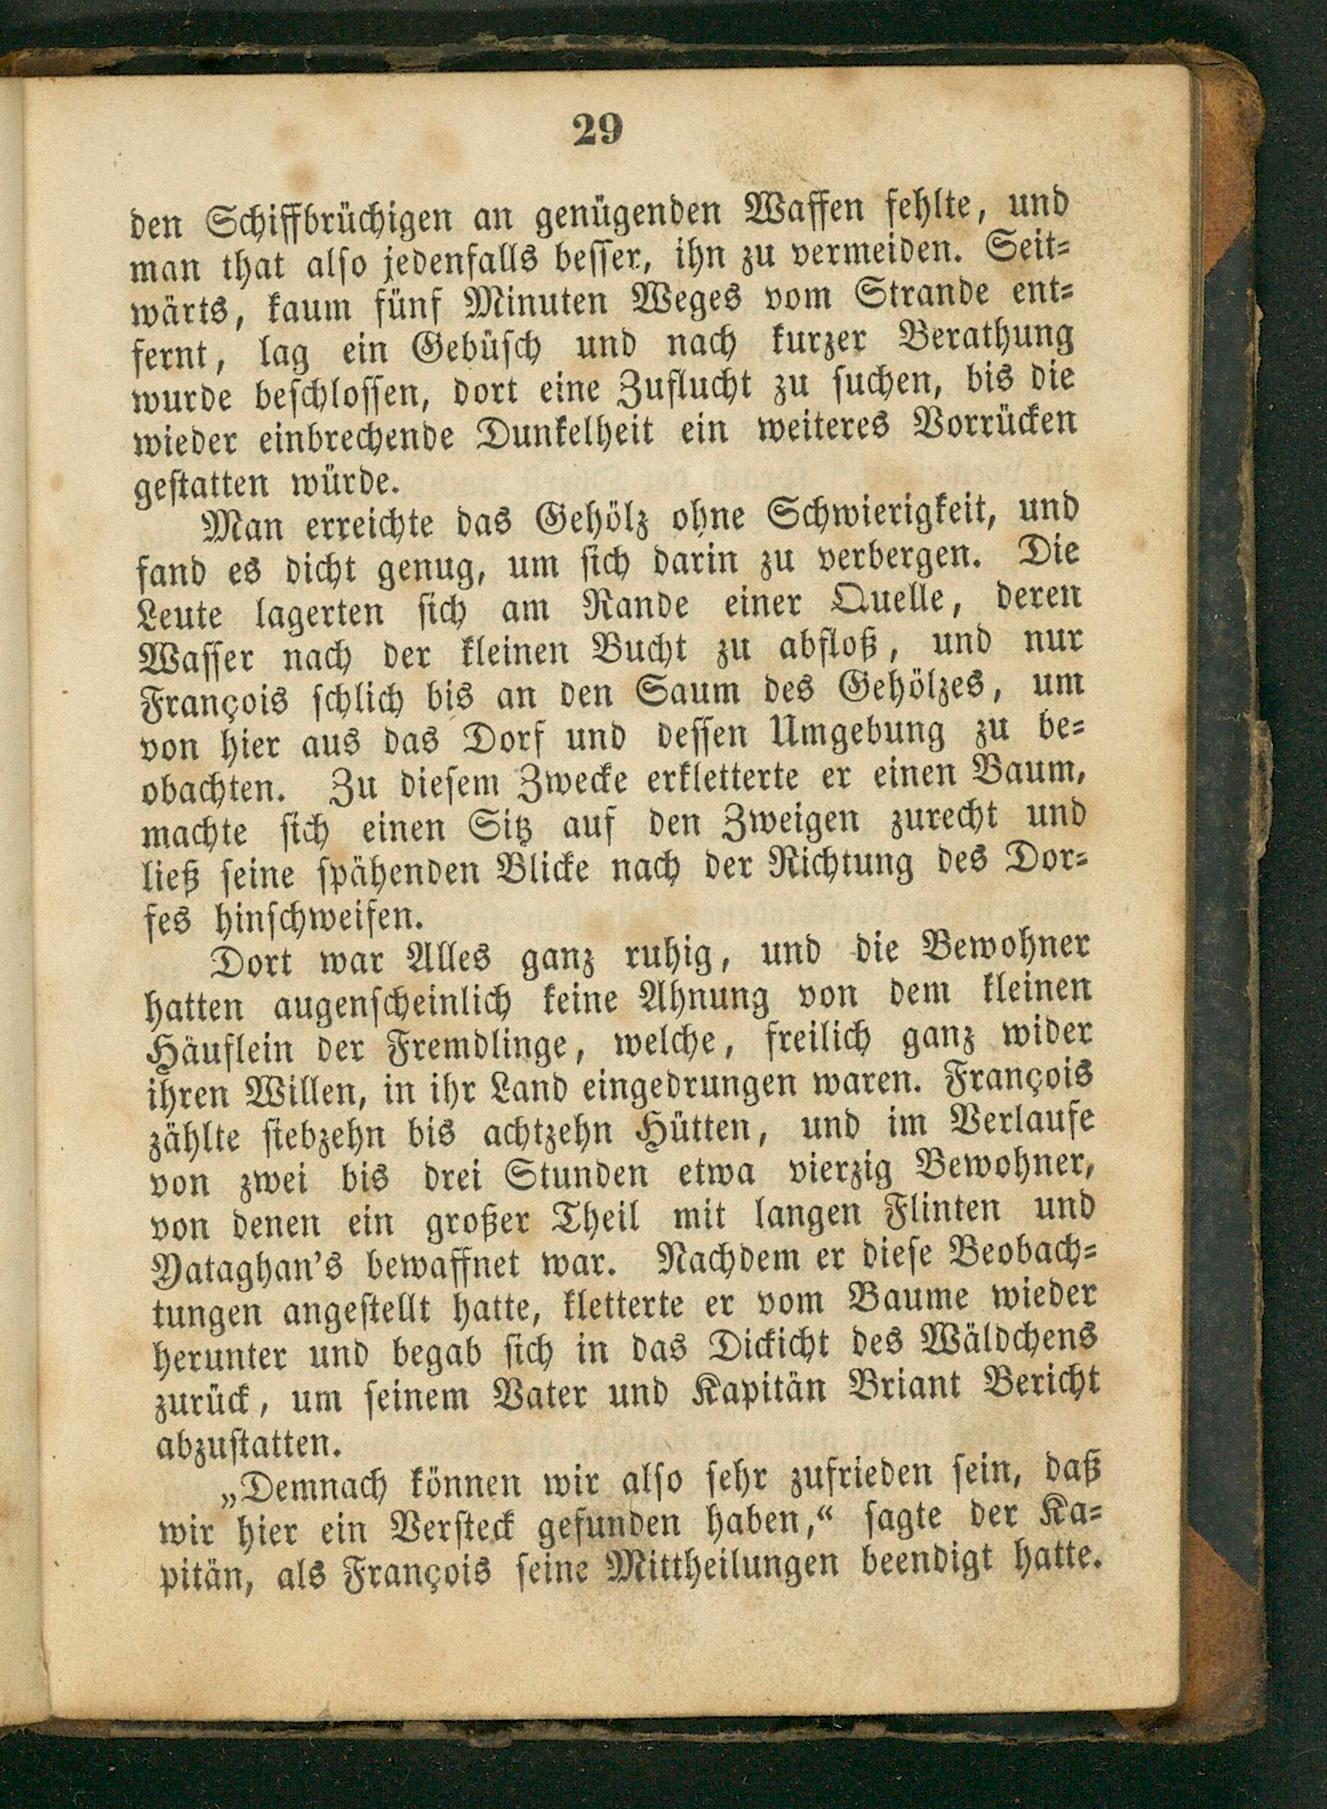 29
den Schiffbrüchigen an genügenden Waffen fehlte, und
man that also jedenfalls besser, ihn zu vermeiden. Seit-
wärts, kaum fünf Minuten Weges vom Strande ent-
fernt, lag ein Gebüsch und nach kurzer Berathung
wurde beschlossen, dort eine Zuflucht zu suchen, bis die
wieder einbrechende Dunkelheit ein weiteres Vorrücken
gestatten würde.
Man erreichte das Gehölz ohne Schwierigkeit, und
fand es dicht genug, um sich darin zu verbergen. Die
Leute lagerten sich am Rande einer Quelle, deren
Wasser nach der kleinen Bucht zu abfloß, und nur
François schlich bis an den Saum des Gehölzes, um
von hier aus das Dorf und dessen Umgebung zu be-
obachten. Zu diesem Zwecke erkletterte er einen Baum,
machte sich einen Sitz auf den Zweigen zurecht und
ließ seine spähenden Blicke nach der Richtung des Dor-
fes hinschweifen.
Dort war Alles ganz ruhig, und die Bewohner
hatten augenscheinlich keine Ahnung von dem kleinen
Häuflein der Fremdlinge, welche, freilich ganz wider
ihren Willen, in ihr Land eingedrungen waren. François
zählte siebzehn bis achtzehn Hütten, und im Verlaufe
von zwei bis drei Stunden etwa vierzig Bewohner,
von denen ein großer Theil mit langen Flinten und
Yataghan's bewaffnet war. Nachdem er diese Beobach-
tungen angestellt hatte, kletterte er vom Baume wieder
herunter und begab sich in das Dickicht des Wäldchens
zurück, um seinem Vater und Kapitän Briant Bericht
abzustatten.
„Demnach können wir also sehr zufrieden sein, daß
wir hier ein Versteck gefunden haben,“ sagte der Ka-
pitän, als François seine Mittheilungen beendigt hatte.